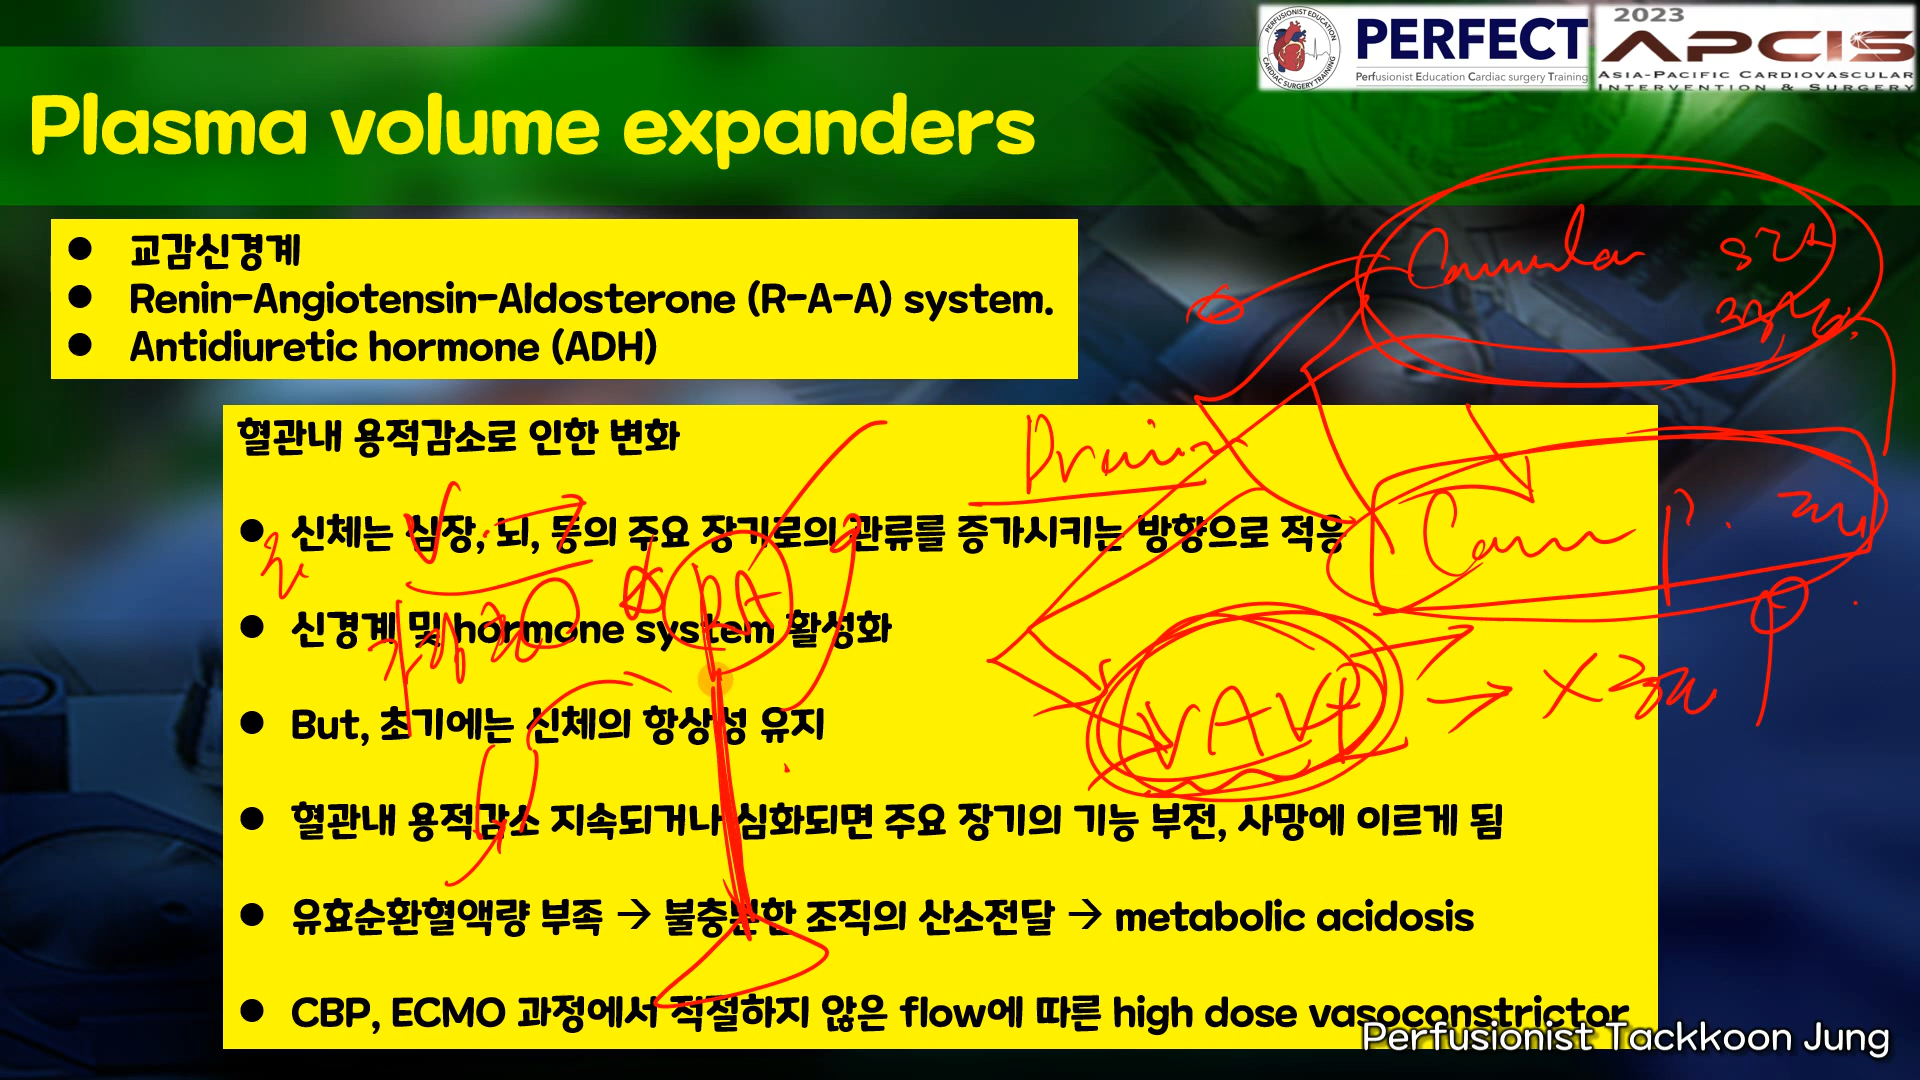 PERFUSIONIST EDUCATION
CARDIAC SURGERY TRAINING
PERFECT
Perfusionist Education Cardiac surgery Training
2023
APCIS
Asia-Pacific Cardiovascular
Intervention & Surgery
Plasma volume expanders
● 교감신경계
● Renin-Angiotensin-Aldosterone (R-A-A) system.
● Antidiuretic hormone (ADH)
혈관내 용적감소로 인한 변화
● 신체는 심장, 뇌, 등의 주요 장기로의 관류를 증가시키는 방향으로 적응
● 신경계 및 hormone system 활성화
● But, 초기에는 신체의 항상성 유지
● 혈관내 용적감소 지속되거나 심화되면 주요 장기의 기능 부전, 사망에 이르게 됨
● 유효순환혈액량 부족 → 불충분한 조직의 산소전달 → metabolic acidosis
● CBP, ECMO 과정에서 적절하지 않은 flow에 따른 high dose vasoconstrictor
Perfusionist Tackkoon Jung